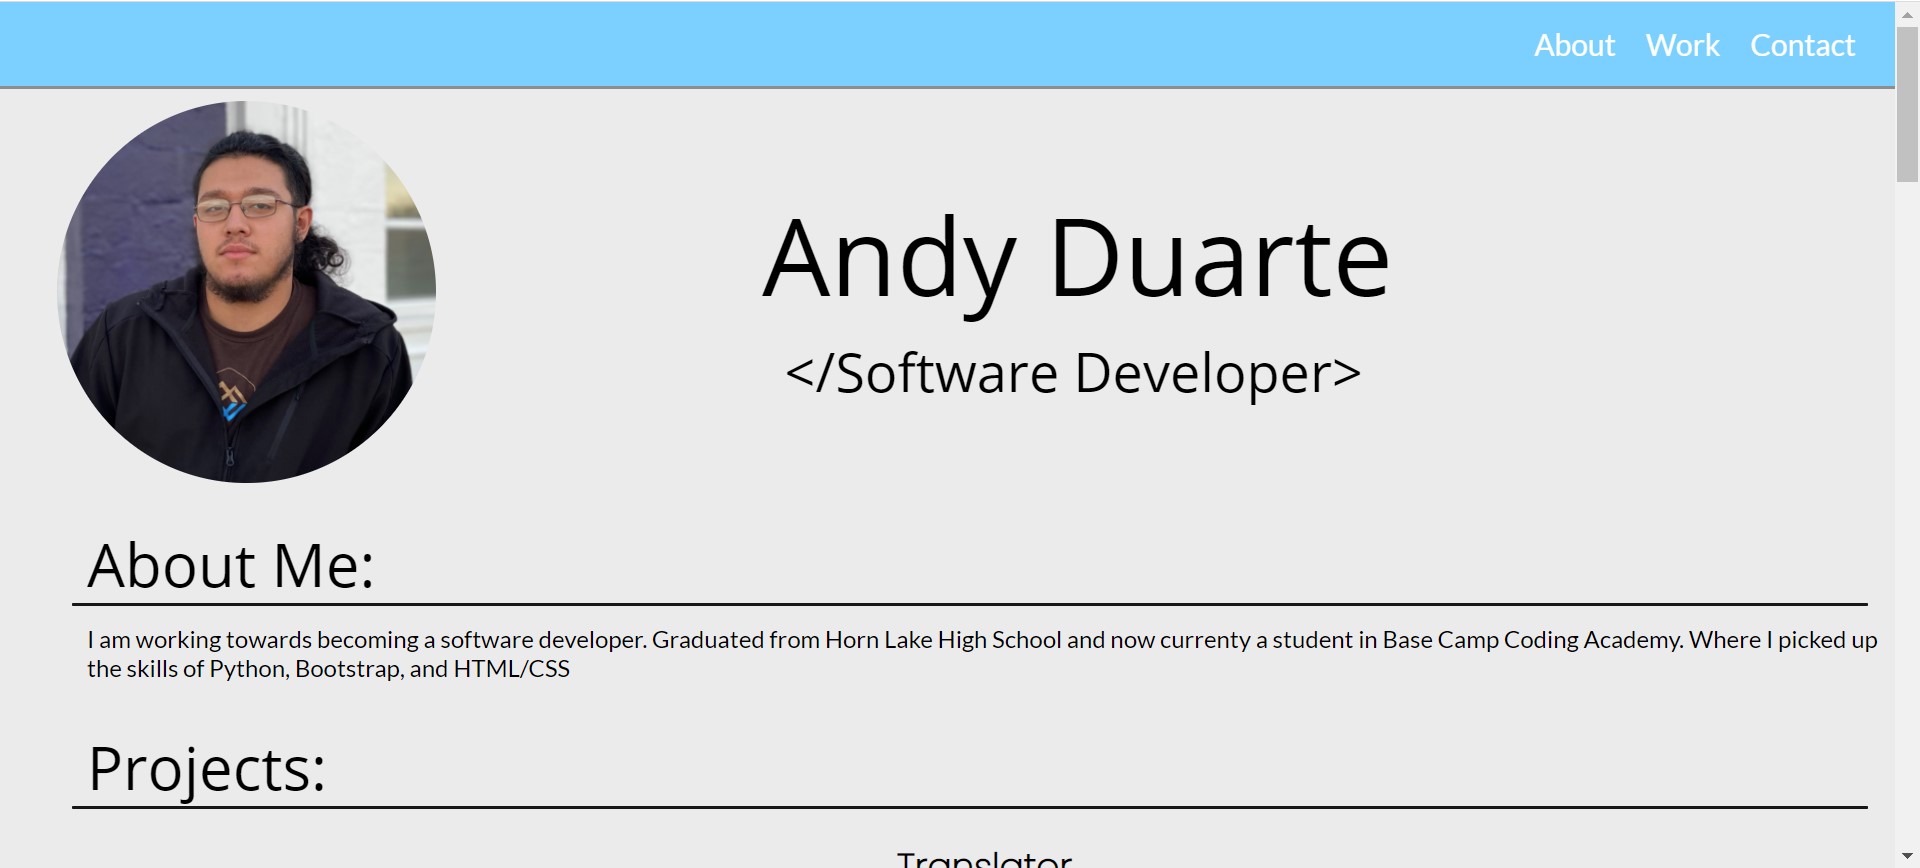 About Work Contact
Andy Duarte
</Software Developer>
About Me:
I am working towards becoming a software developer. Graduated from Horn Lake High School and now currenty a student in Base Camp Coding Academy. Where I picked up
the skills of Python, Bootstrap, and HTML/CSS
Projects:
Translator